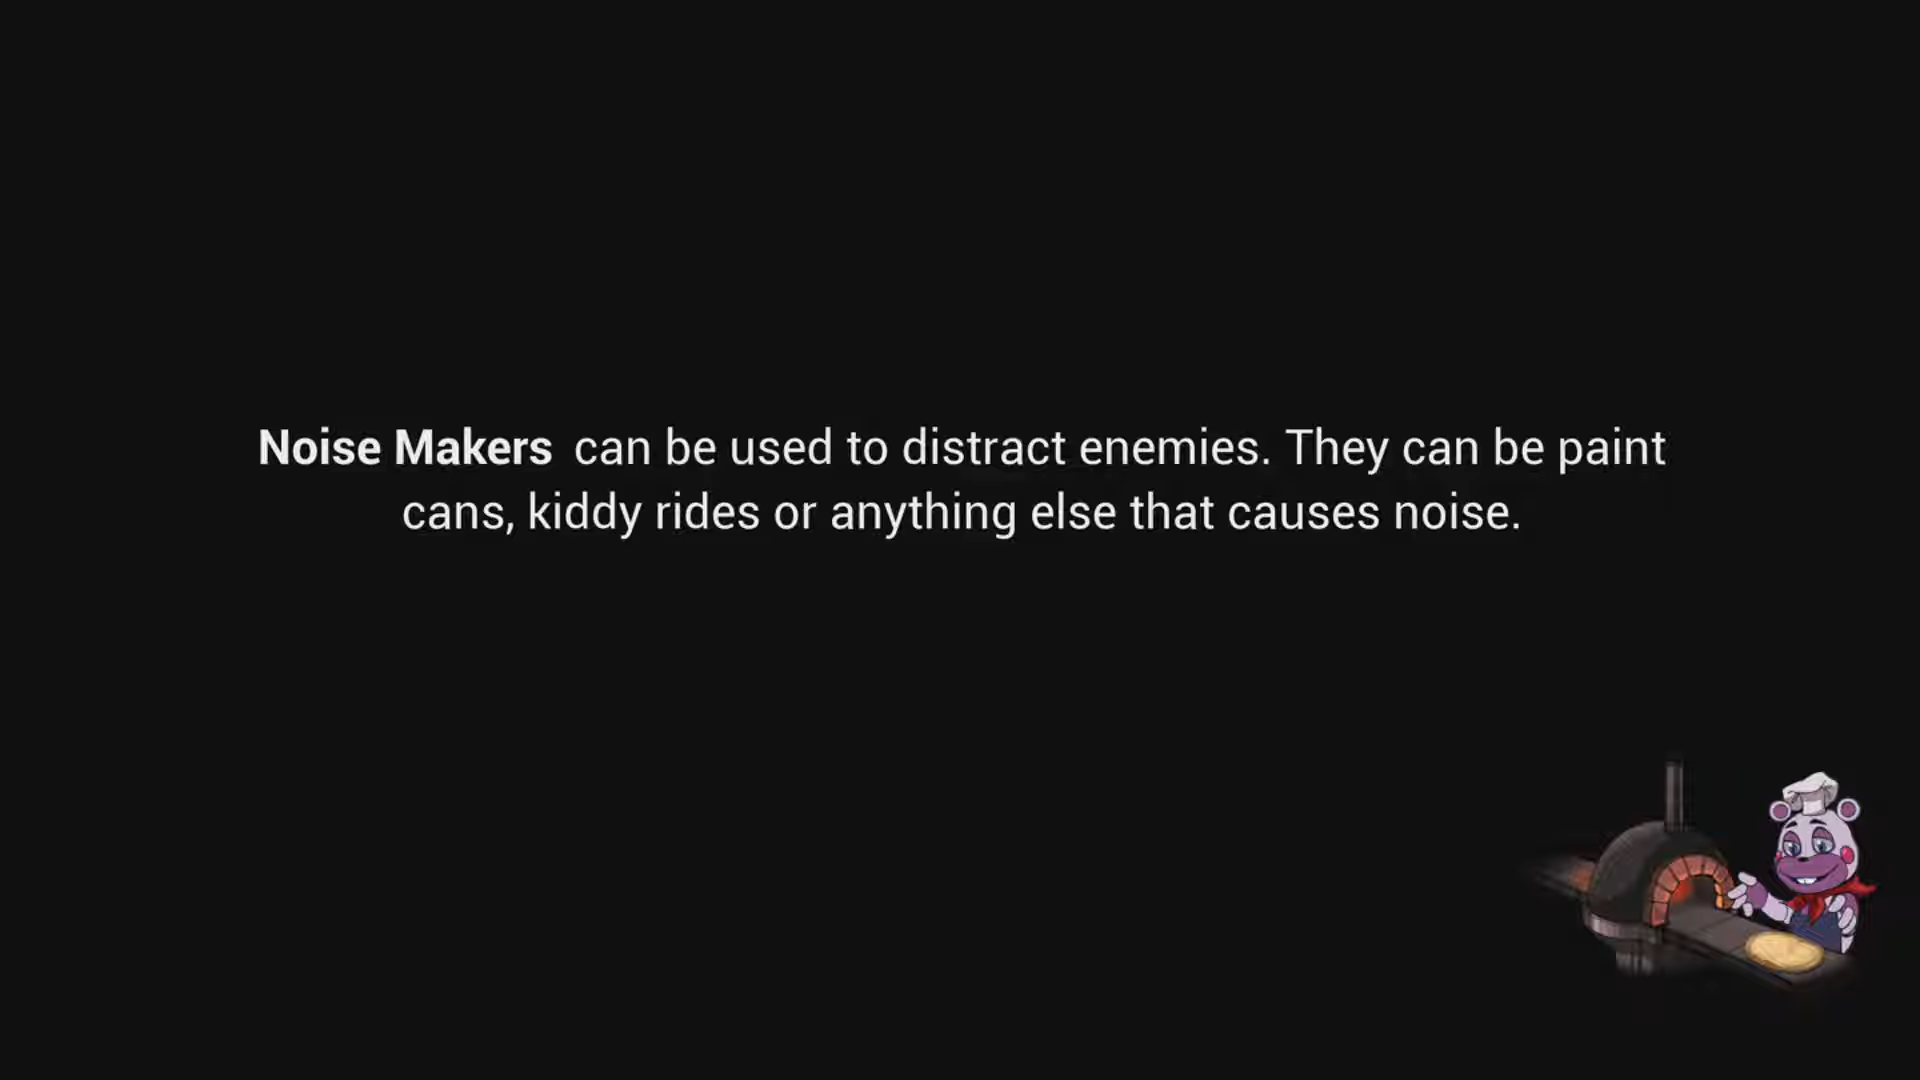 Noise Makers can be used to distract enemies. They can be paint
cans, kiddy rides or anything else that causes noise.